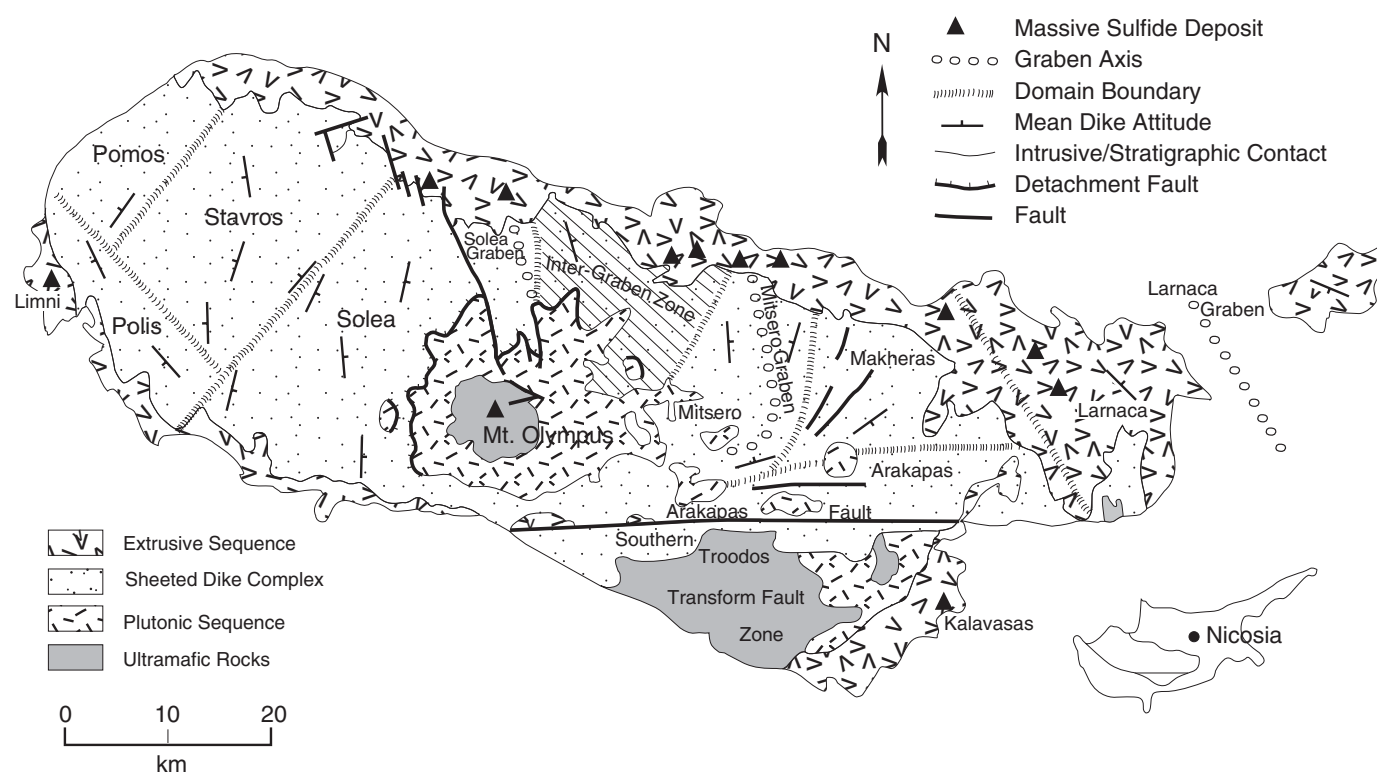 N
Massive Sulfide Deposit
Graben Axis
Domain Boundary
Mean Dike Attitude
Intrusive/Stratigraphic Contact
Detachment Fault
Fault
Pomos
Stavros
Solea
Graben
Inter-Graben Zone
Limni
Polis
Solea
Mitsero Graben
Makheras
Larnaca
Graben
Mitsero
Larnaca
Mt. Olympus
Arakapas
Arakapas Fault
Southern
Troodos
Transform Fault
Zone
Kalavasas
Nicosia
Extrusive Sequence
Sheeted Dike Complex
Plutonic Sequence
Ultramafic Rocks
0 10 20
km